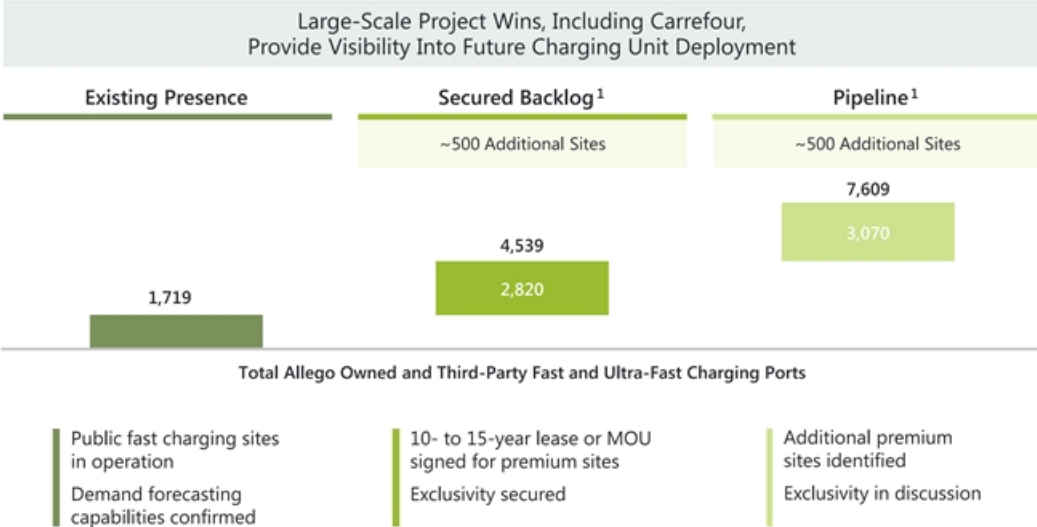 Large-Scale Project Wins, Including Carrefour,
Provide Visibility Into Future Charging Unit Deployment
Existing Presence
Secured Backlog¹
Pipeline¹
~500 Additional Sites
~500 Additional Sites
7,609
3,070
4,539
2,820
1,719
Total Allego Owned and Third-Party Fast and Ultra-Fast Charging Ports
Public fast charging sites
in operation
Demand forecasting
capabilities confirmed
10- to 15-year lease or MOU
signed for premium sites
Exclusivity secured
Additional premium
sites identified
Exclusivity in discussion